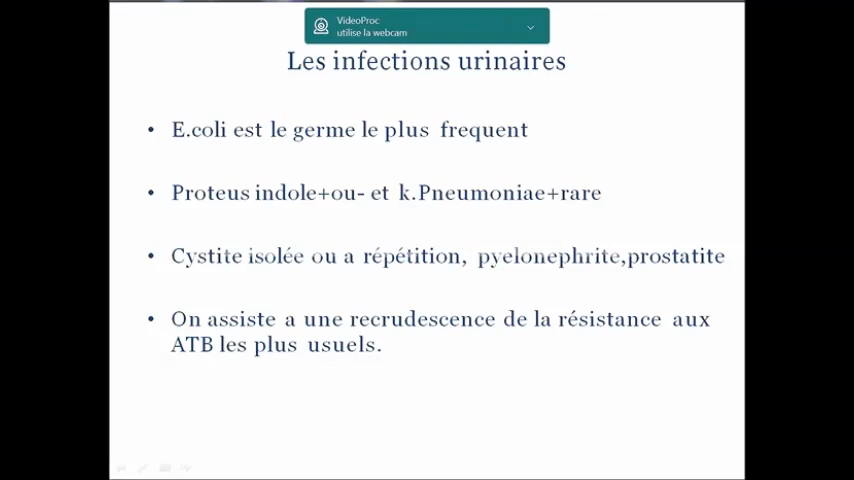 VideoProc
utilise la webcam
Les infections urinaires
• E.coli est le germe le plus frequent
• Proteus indole+ou- et k.Pneumoniae+rare
• Cystite isolée ou a répétition, pyelonephrite,prostatite
• On assiste a une recrudescence de la résistance aux
ATB les plus usuels.